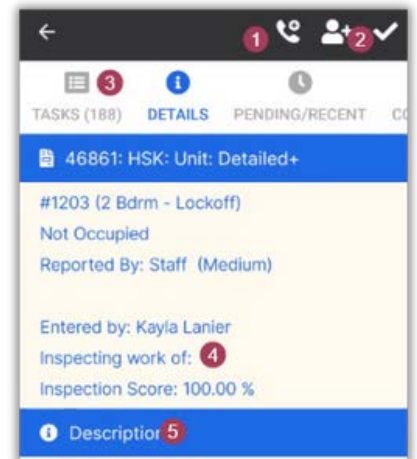 1 2
3
TASKS (188) DETAILS PENDING/RECENT
46861: HSK: Unit: Detailed+
#1203 (2 Bdrm - Lockoff)
Not Occupied
Reported By: Staff (Medium)
Entered by: Kayla Lanier
Inspecting work of: 4
Inspection Score: 100.00 %
Description 5